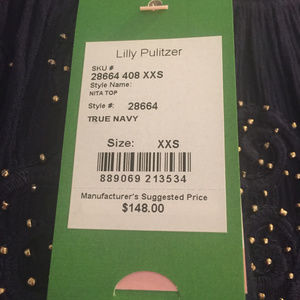 Lilly Pulitzer
SKU #
28664 408 XXS
Style Name:
NITA TOP
Style #: 28664
TRUE NAVY
Size: XXS
889069 213534
Manufacturer's Suggested Price
$148.00